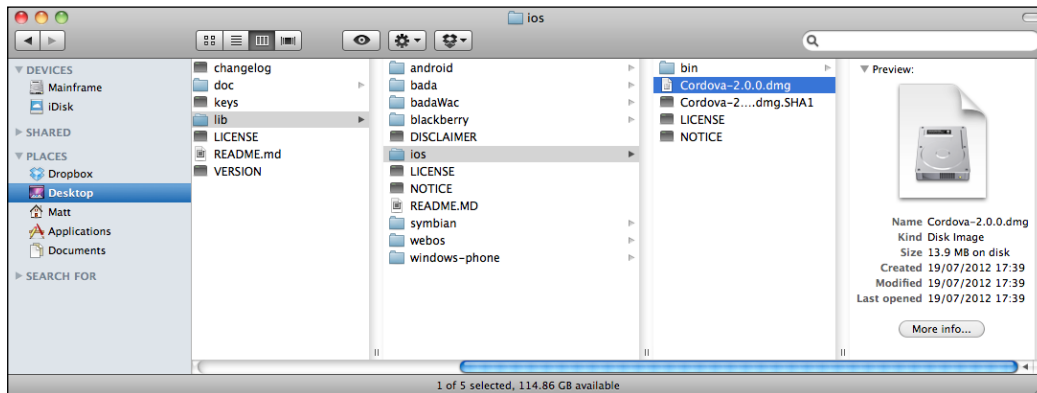 ios
DEVICES
Mainframe
iDisk
SHARED
PLACES
Dropbox
Desktop
Matt
Applications
Documents
SEARCH FOR
changelog
doc
keys
lib
LICENSE
README.md
VERSION
android
bada
badaWac
blackberry
DISCLAIMER
ios
LICENSE
NOTICE
README.MD
symbian
webos
windows-phone
bin
Cordova-2.0.0.dmg
Cordova-2....dmg.SHA1
LICENSE
NOTICE
Preview:
Name Cordova-2.0.0.dmg
Kind Disk Image
Size 13.9 MB on disk
Created 19/07/2012 17:39
Modified 19/07/2012 17:39
Last opened 19/07/2012 17:39
More info...
1 of 5 selected, 114.86 GB available